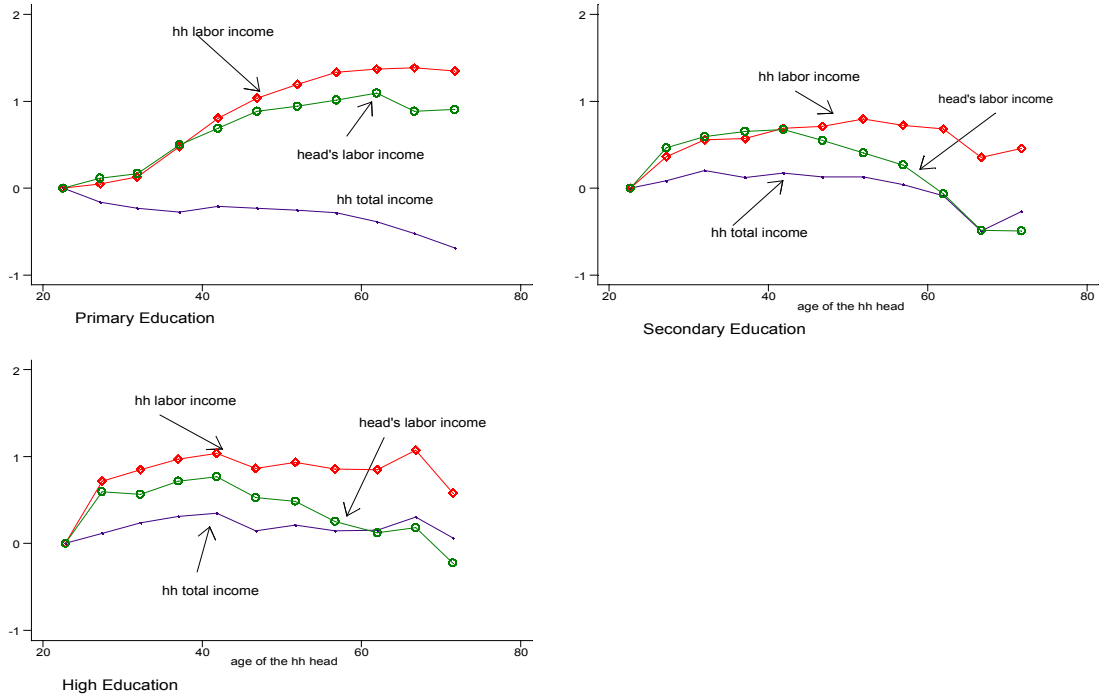 2
hh labor income
1
head's labor income
0
hh total income
-1
20
40
60
80
Primary Education
2
hh labor income
head's labor income
1
0
hh total income
-1
20
40
60
80
age of the hh head
Secondary Education
2
hh labor income
head's labor income
1
0
hh total income
-1
20
40
60
80
age of the hh head
High Education